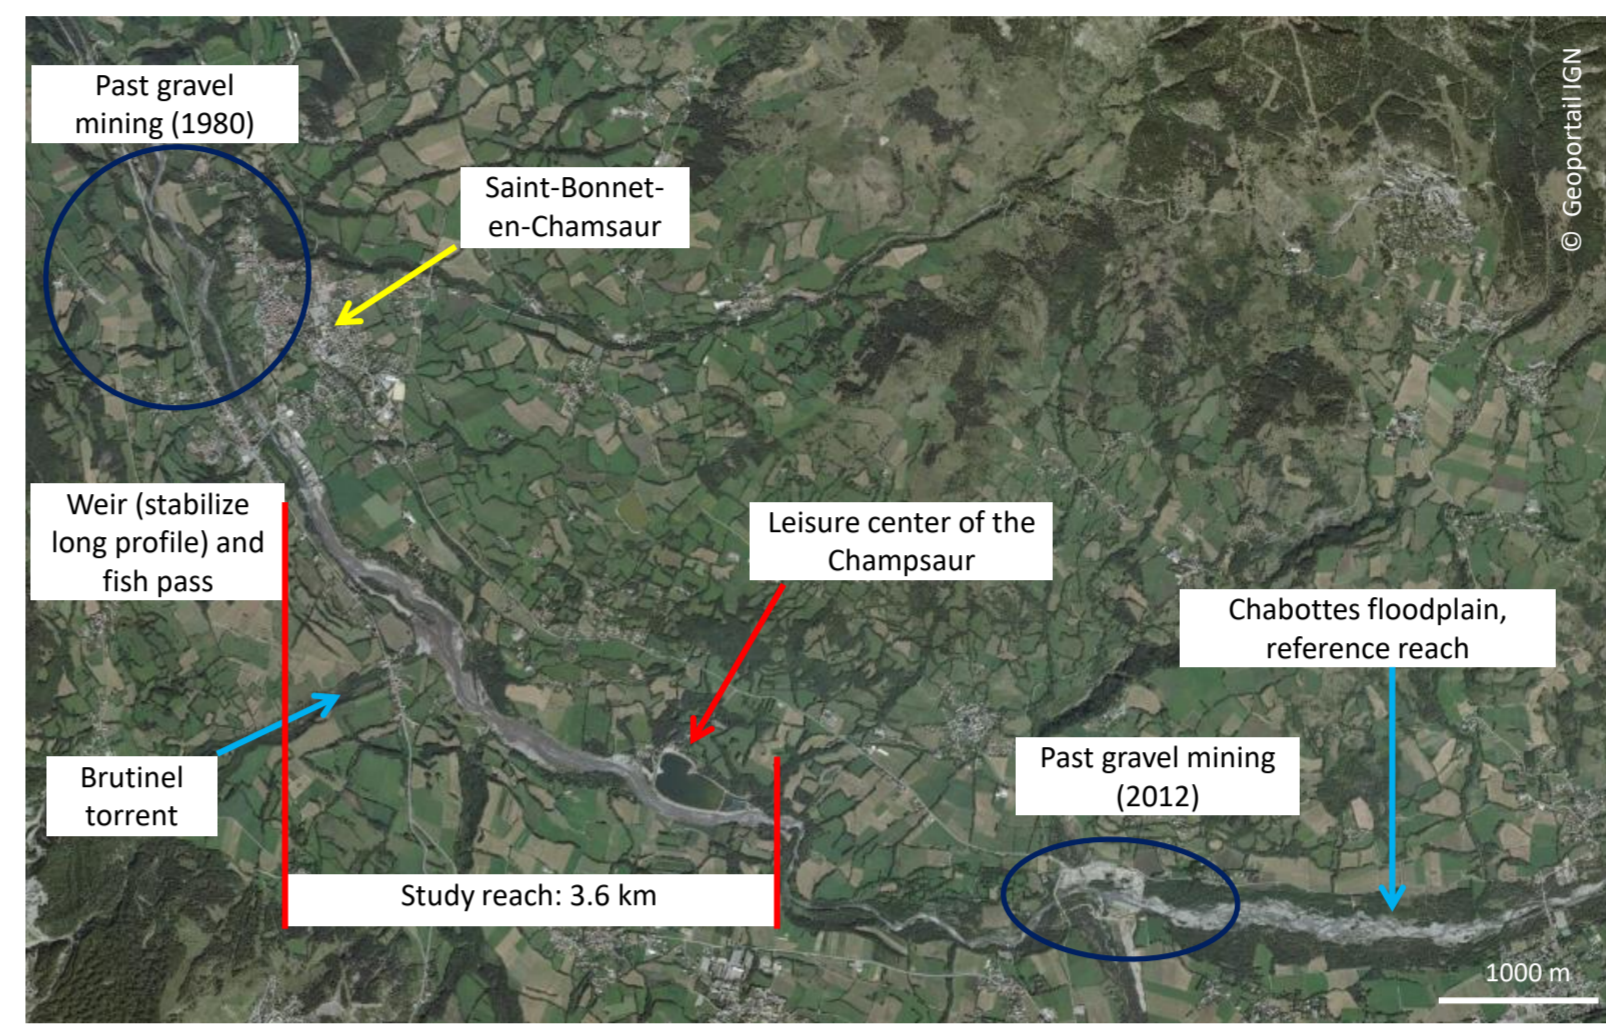 Past gravel
mining (1980)
Saint-Bonnet-
en-Chamsaur
© Geoportail IGN
Weir (stabilize
long profile) and
fish pass
Leisure center of the
Champsaur
Chabottes floodplain,
reference reach
Brutinel
torrent
Past gravel mining
(2012)
Study reach: 3.6 km
1000 m